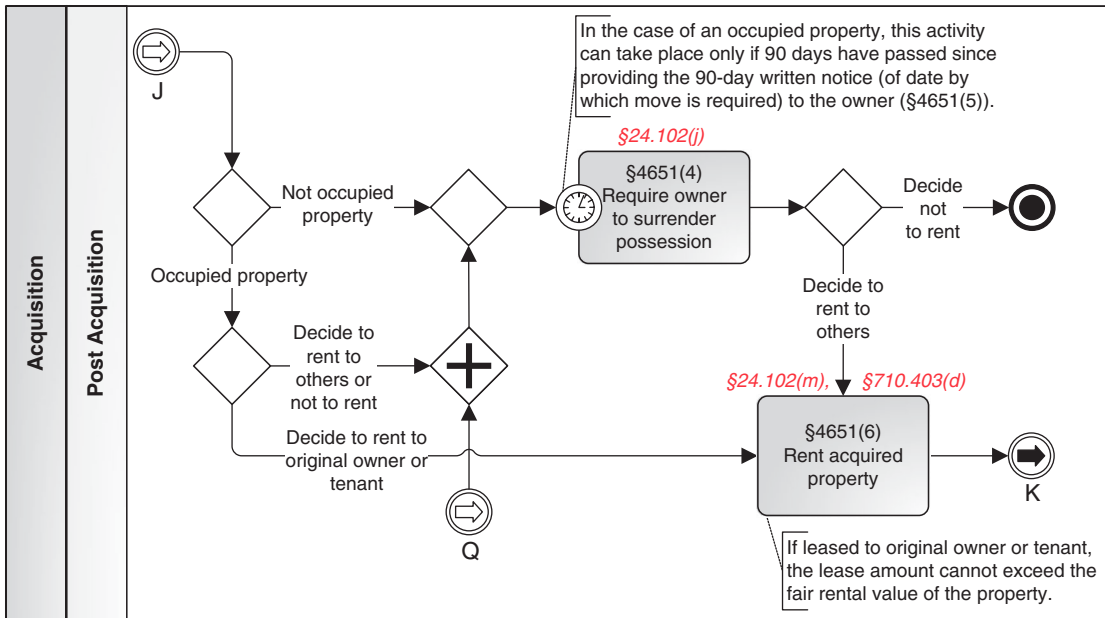 Acquisition
Post Acquisition
J
In the case of an occupied property, this activity
can take place only if 90 days have passed since
providing the 90-day written notice (of date by
which move is required) to the owner (§4651(5)).
§24.102(j)
§4651(4)
Require owner
to surrender
possession
Not occupied
property
Decide
not
to rent
Occupied property
Decide to
rent to
others or
not to rent
Decide to
rent to
others
§24.102(m), §710.403(d)
§4651(6)
Rent acquired
property
Decide to rent to
original owner or
tenant
K
Q
If leased to original owner or tenant,
the lease amount cannot exceed the
fair rental value of the property.